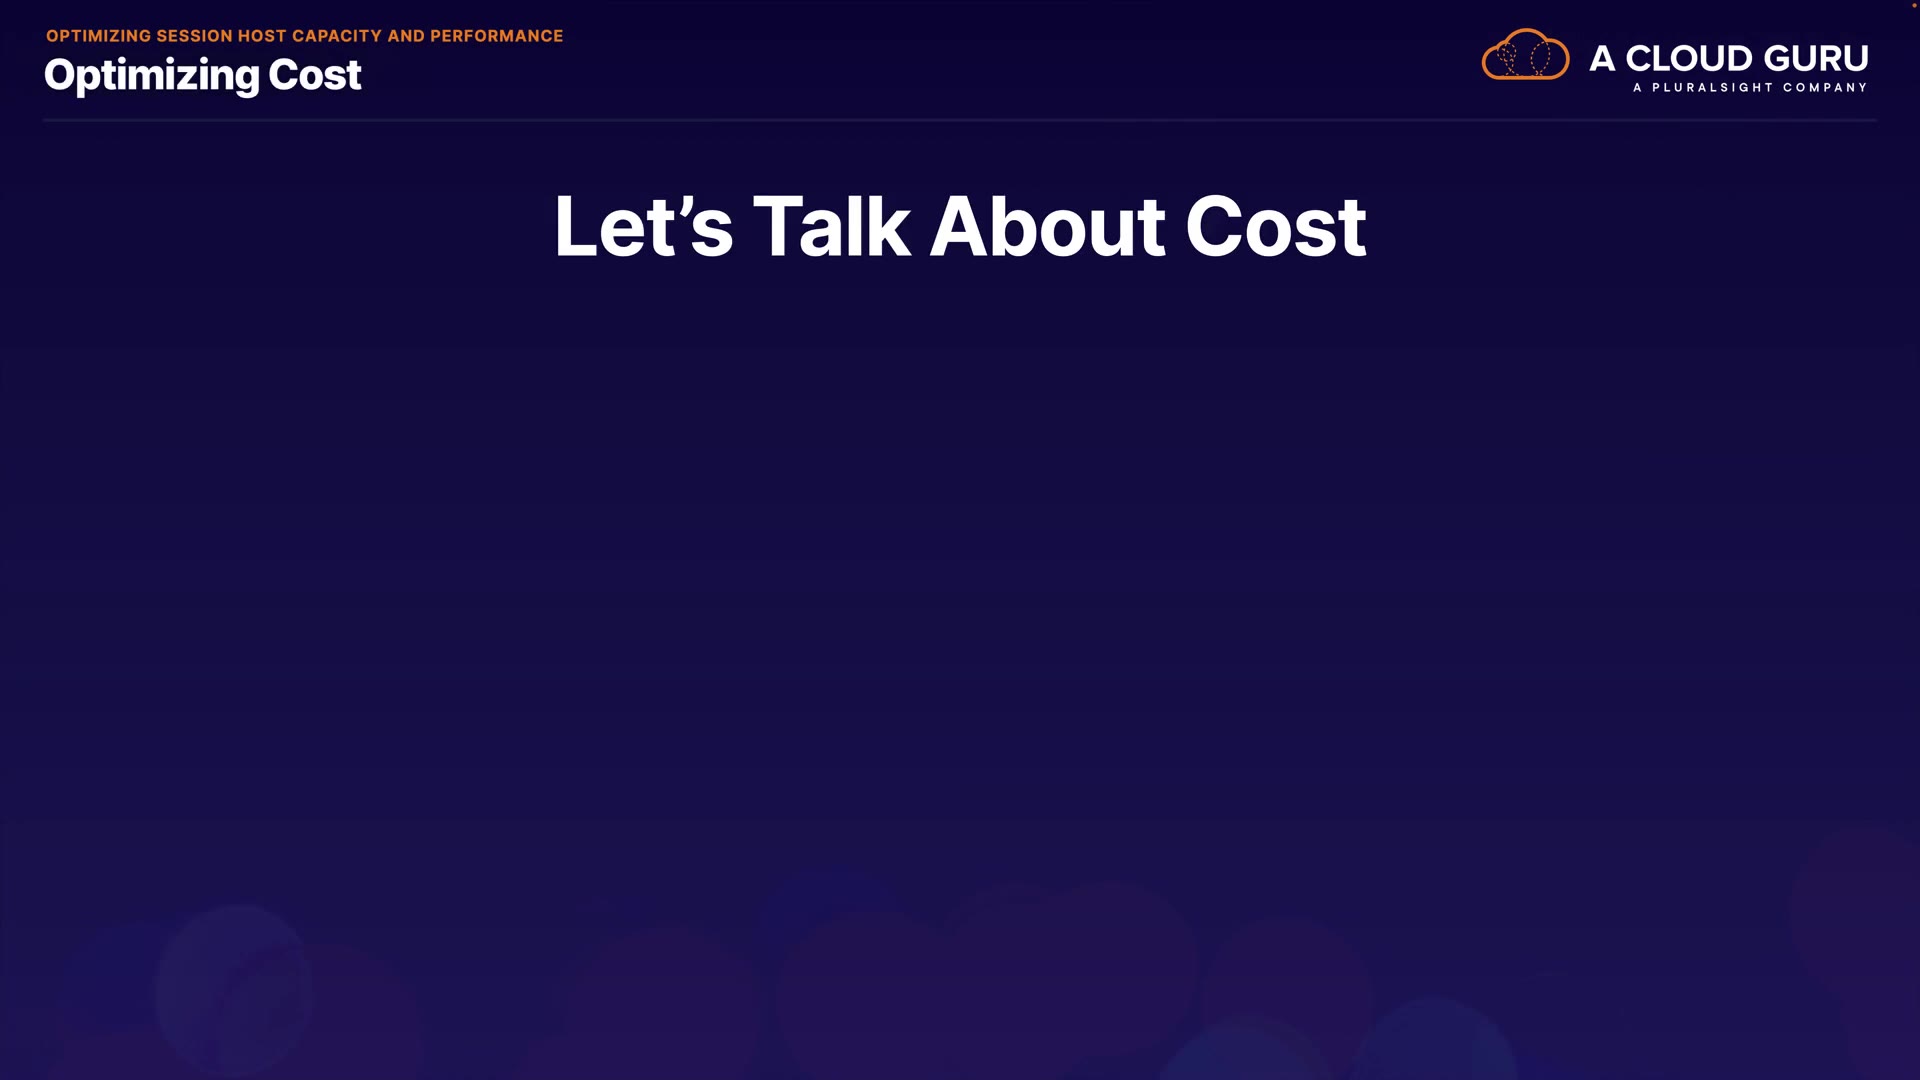 OPTIMIZING SESSION HOST CAPACITY AND PERFORMANCE
Optimizing Cost
A CLOUD GURU
A PLURALSIGHT COMPANY
Let’s Talk About Cost